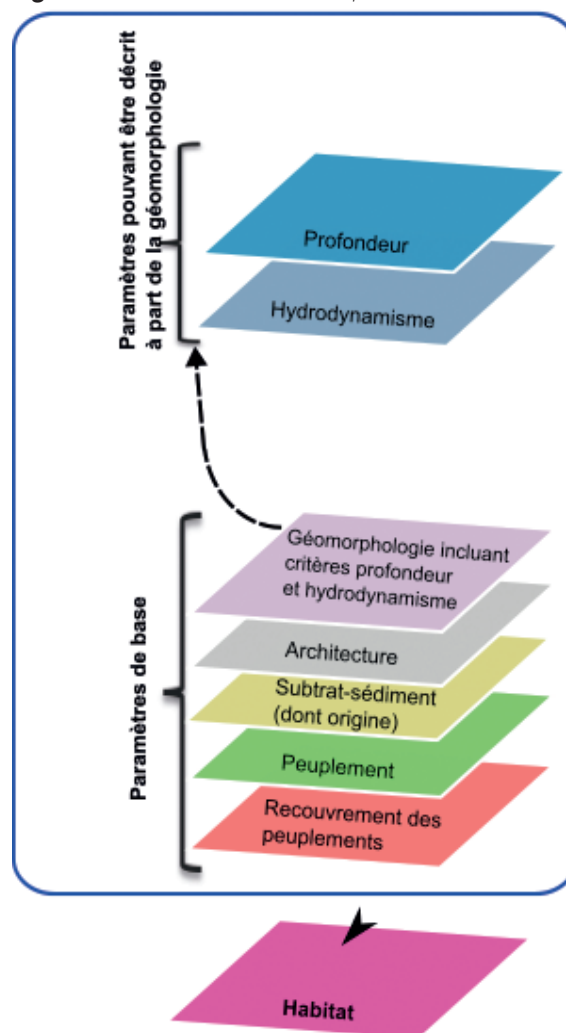 Paramètres pouvant être décrit
à part de la géomorphologie
Profondeur
Hydrodynamisme
Paramètres de base
Géomorphologie incluant
critères profondeur
et hydrodynamisme
Architecture
Subtrat-sédiment
(dont origine)
Peuplement
Recouvrement des
peuplements
Habitat